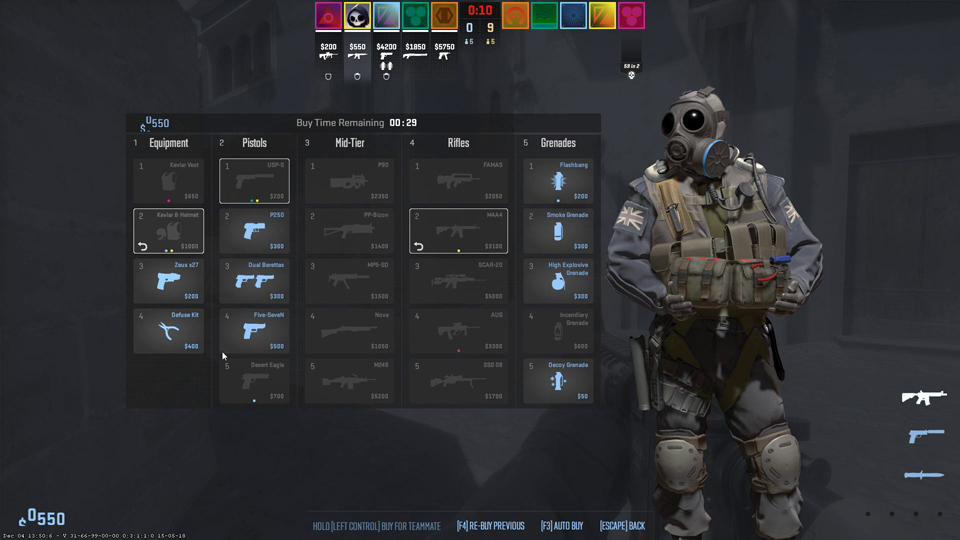 0:10
0 9
5 5
$200 $550 $4200 $1850 $5750
59 in 2
$550
Buy Time Remaining 00:29
1 Equipment
2 Pistols
3 Mid-Tier
4 Rifles
5 Grenades
1 Kevlar Vest $650
1 USP-S $200
1 P90 $2350
1 FAMAS
1 Flashbang $200
2 Kevlar & Helmet $1000
2 P250 $300
2 PP-Bizon $1400
2 M4A4 $3100
2 Smoke Grenade $300
3 Zeus x27 $200
3 Dual Berettas $300
3 MP5-SD $1500
3 SCAR-20 $5000
3 High Explosive Grenade $300
4 Defuse Kit $400
4 Five-SeveN $500
4 Nova $1050
4 AUG $3300
4 Incendiary Grenade $600
5 Desert Eagle $700
5 M249 $5200
5 SSG 08 $1700
5 Decoy Grenade $50
$550
HOLD [LEFT CONTROL] BUY FOR TEAMMATE
[F4] RE-BUY PREVIOUS
[F3] AUTO BUY
[ESCAPE] BACK